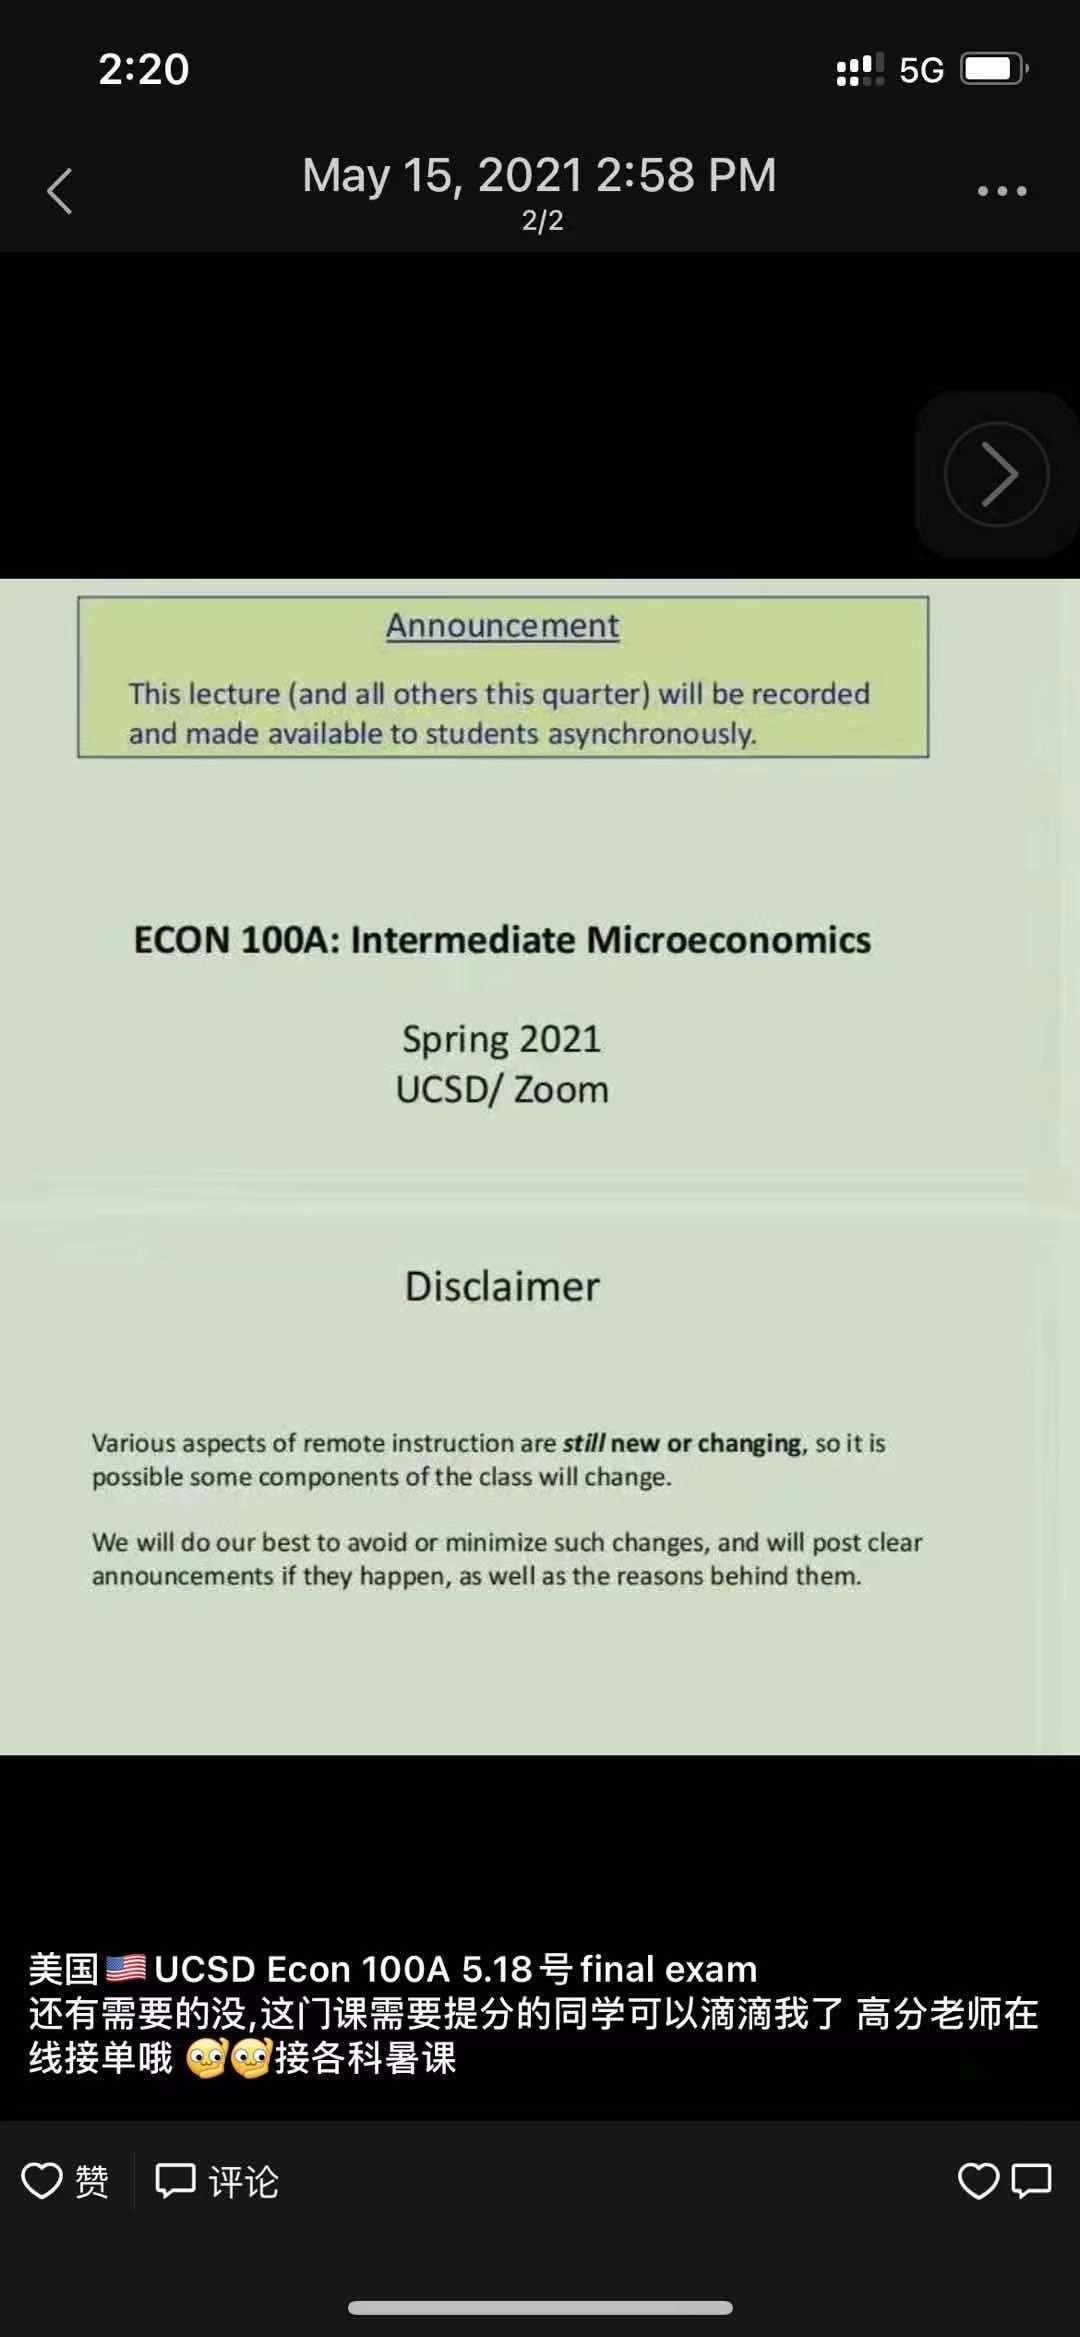 2:20
5G
May 15, 2021 2:58 PM
2/2
Announcement
This lecture (and all others this quarter) will be recorded
and made available to students asynchronously.
ECON 100A: Intermediate Microeconomics
Spring 2021
UCSD/ Zoom
Disclaimer
Various aspects of remote instruction are still new or changing, so it is
possible some components of the class will change.
We will do our best to avoid or minimize such changes, and will post clear
announcements if they happen, as well as the reasons behind them.
美国🇺🇸UCSD Econ 100A 5.18号final exam
还有需要的没,这门课需要提分的同学可以滴滴我了 高分老师在
线接单哦 🫣🫣接各科暑课
赞
评论